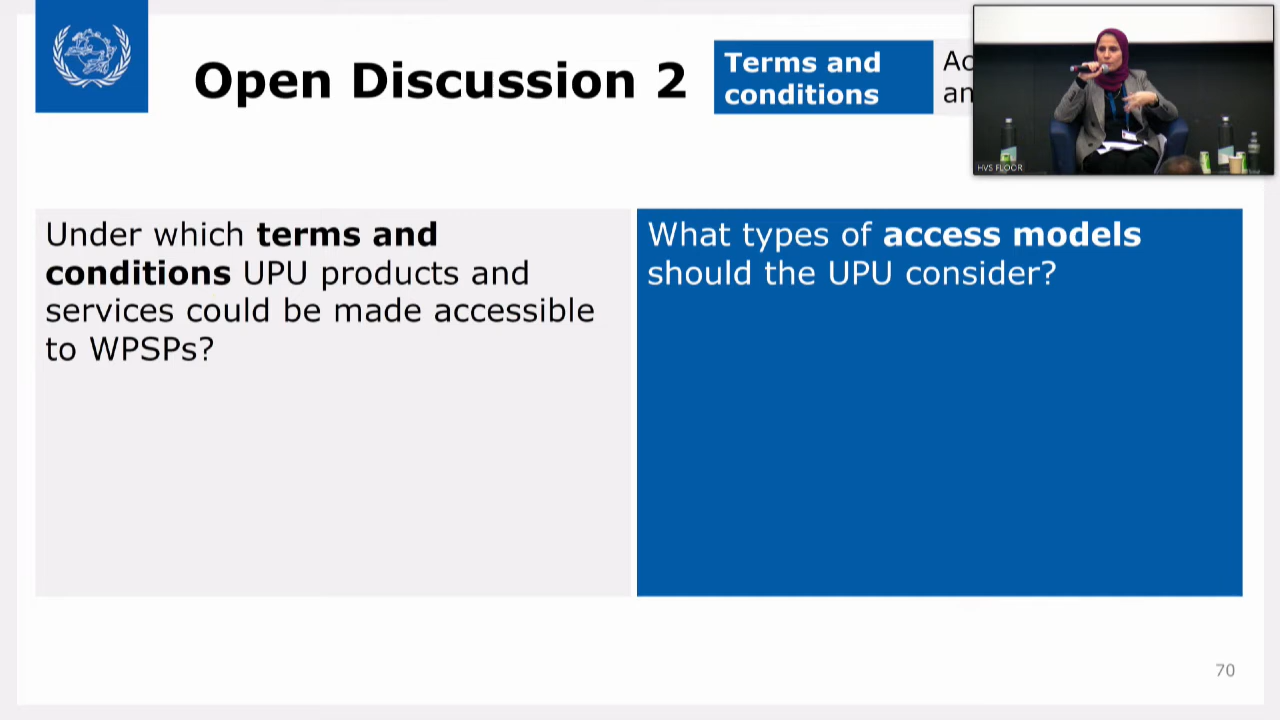 Open Discussion 2
Terms and
conditions
HVS FLOOR
Under which terms and
conditions UPU products and
services could be made accessible
to WPSPs?
What types of access models
should the UPU consider?
70